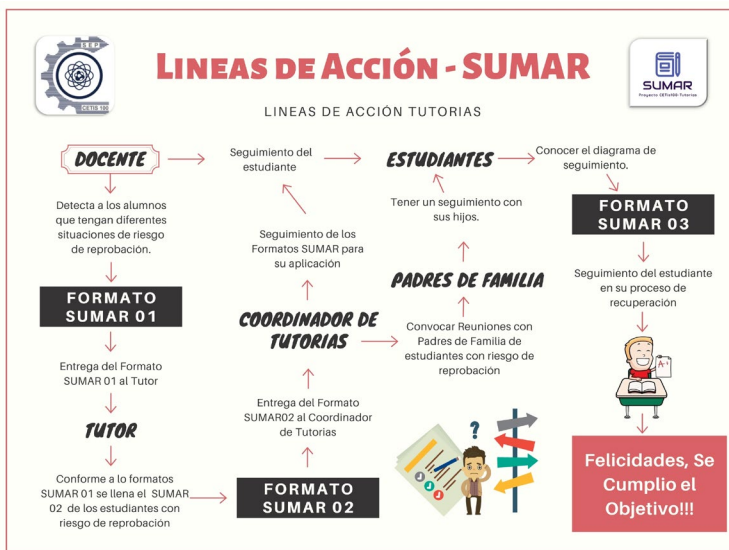 S E P
CETIS 100
LINEAS DE ACCIÓN - SUMAR
SUMAR
Proyecto CETis100-Tutorias
LINEAS DE ACCIÓN TUTORIAS
DOCENTE
Detecta a los alumnos
que tengan diferentes
situaciones de riesgo
de reprobación.
FORMATO
SUMAR 01
Entrega del Formato
SUMAR 01 al Tutor
TUTOR
Conforme a lo formatos
SUMAR 01 se llena el SUMAR
02 de los estudiantes con
riesgo de reprobación
FORMATO
SUMAR 02
Entrega del Formato
SUMAR02 al Coordinador
de Tutorias
COORDINADOR DE
TUTORIAS
Seguimiento de los
Formatos SUMAR para
su aplicación
Seguimiento del
estudiante
Convocar Reuniones con
Padres de Familia de
estudiantes con riesgo de
reprobación
PADRES DE FAMILIA
Tener un seguimiento con
sus hijos.
ESTUDIANTES
Conocer el diagrama de
seguimiento.
FORMATO
SUMAR 03
Seguimiento del estudiante
en su proceso de
recuperación
A+
?
Felicidades, Se
Cumplio el
Objetivo!!!